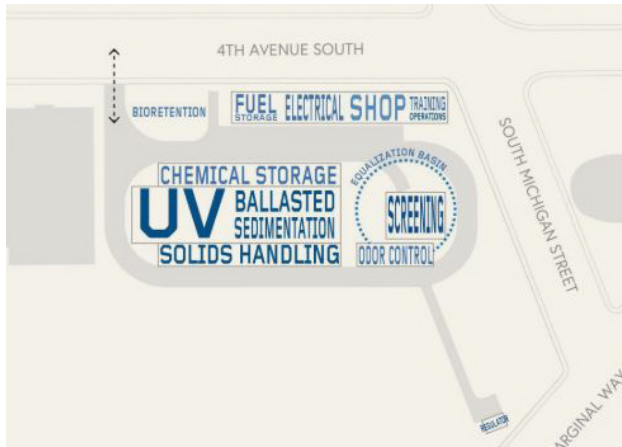 4TH AVENUE SOUTH
BIORETENTION
FUEL STORAGE
ELECTRICAL
SHOP
TRAINING
OPERATIONS
SOUTH MICHIGAN STREET
EQUALIZATION BASIN
CHEMICAL STORAGE
UV
BALLASTED
SEDIMENTATION
SCREENING
SOLIDS HANDLING
ODOR CONTROL
REGULATOR
ARGINAL WAY